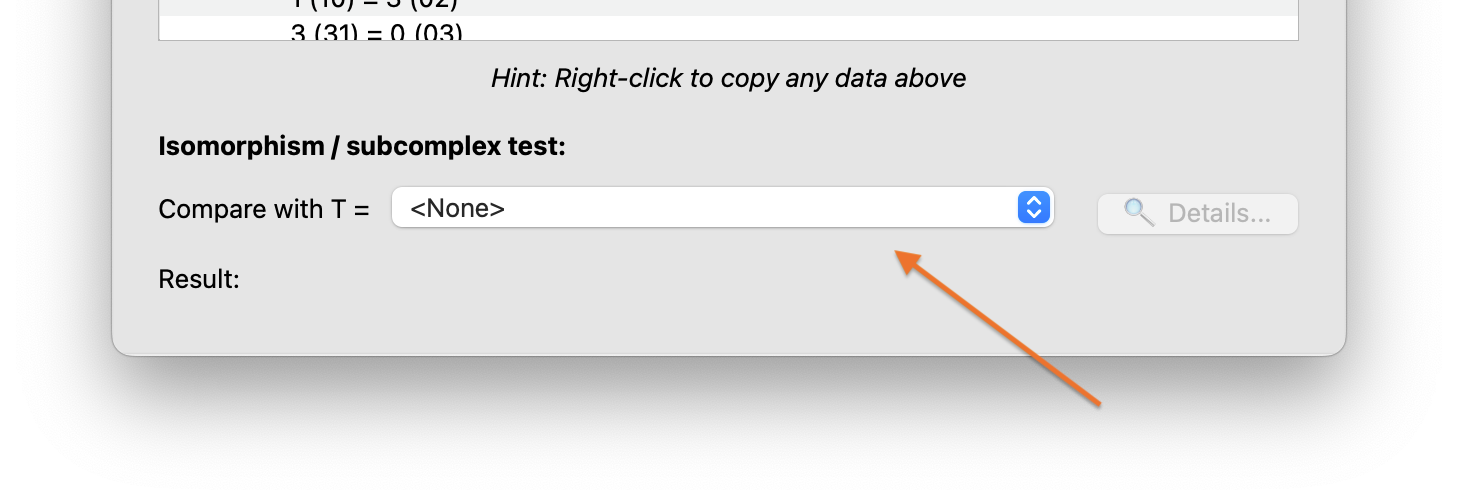 1 (10) = 3 (02)
3 (31) = 0 (03)
Hint: Right-click to copy any data above
Isomorphism / subcomplex test:
Compare with T = <None> Details...
Result: